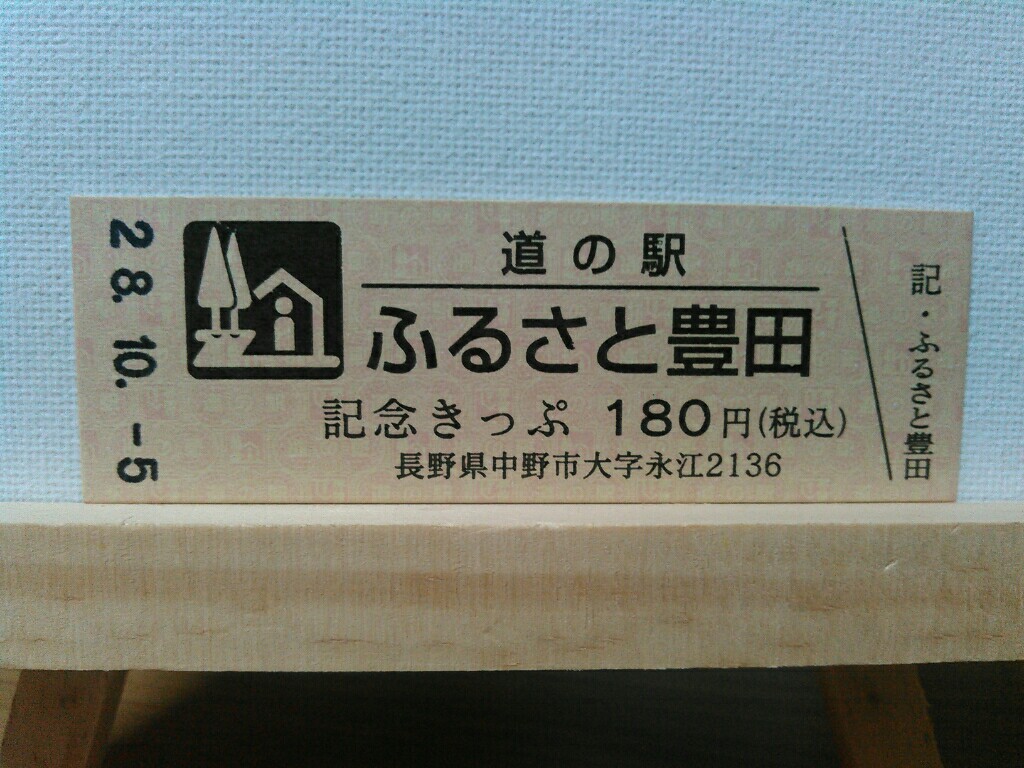 28.10.-5
道の駅
ふるさと豊田
記念きっぷ 180円(税込)
長野県中野市大字永江2136
記・ふるさと豊田